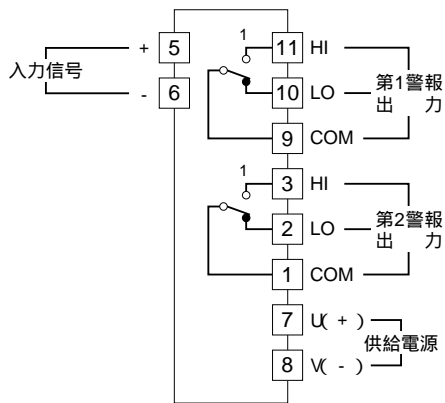 入力信号
+ 5
- 6
1
11 HI
10 LO
9 COM
第1警報
出 力
1
3 HI
2 LO
1 COM
第2警報
出 力
7 U( + )
8 V( - )
供給電源